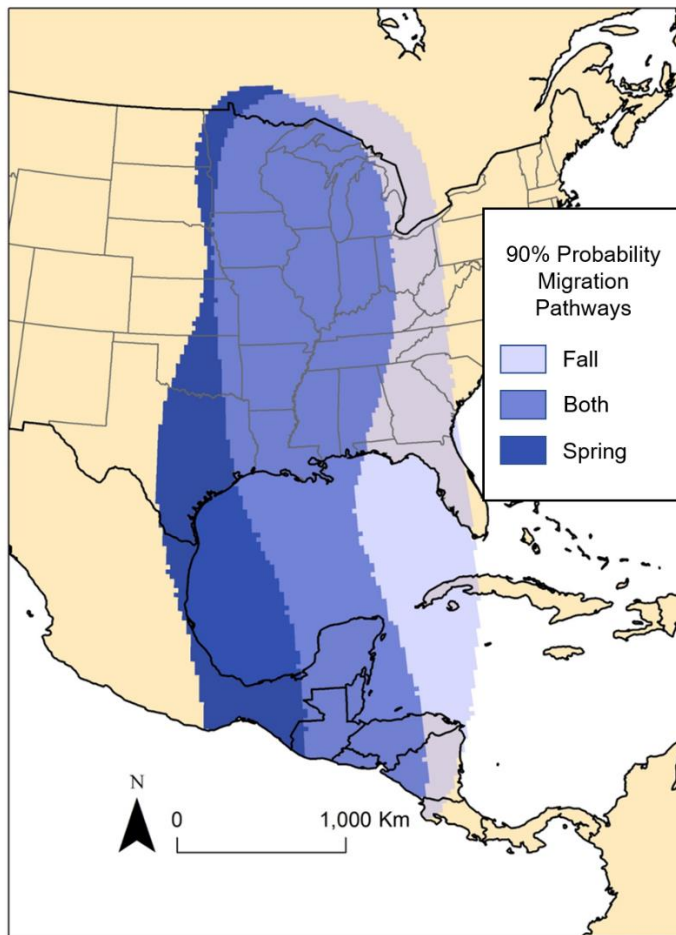 90% Probability
Migration
Pathways
Fall
Both
Spring
N
0 1,000 Km